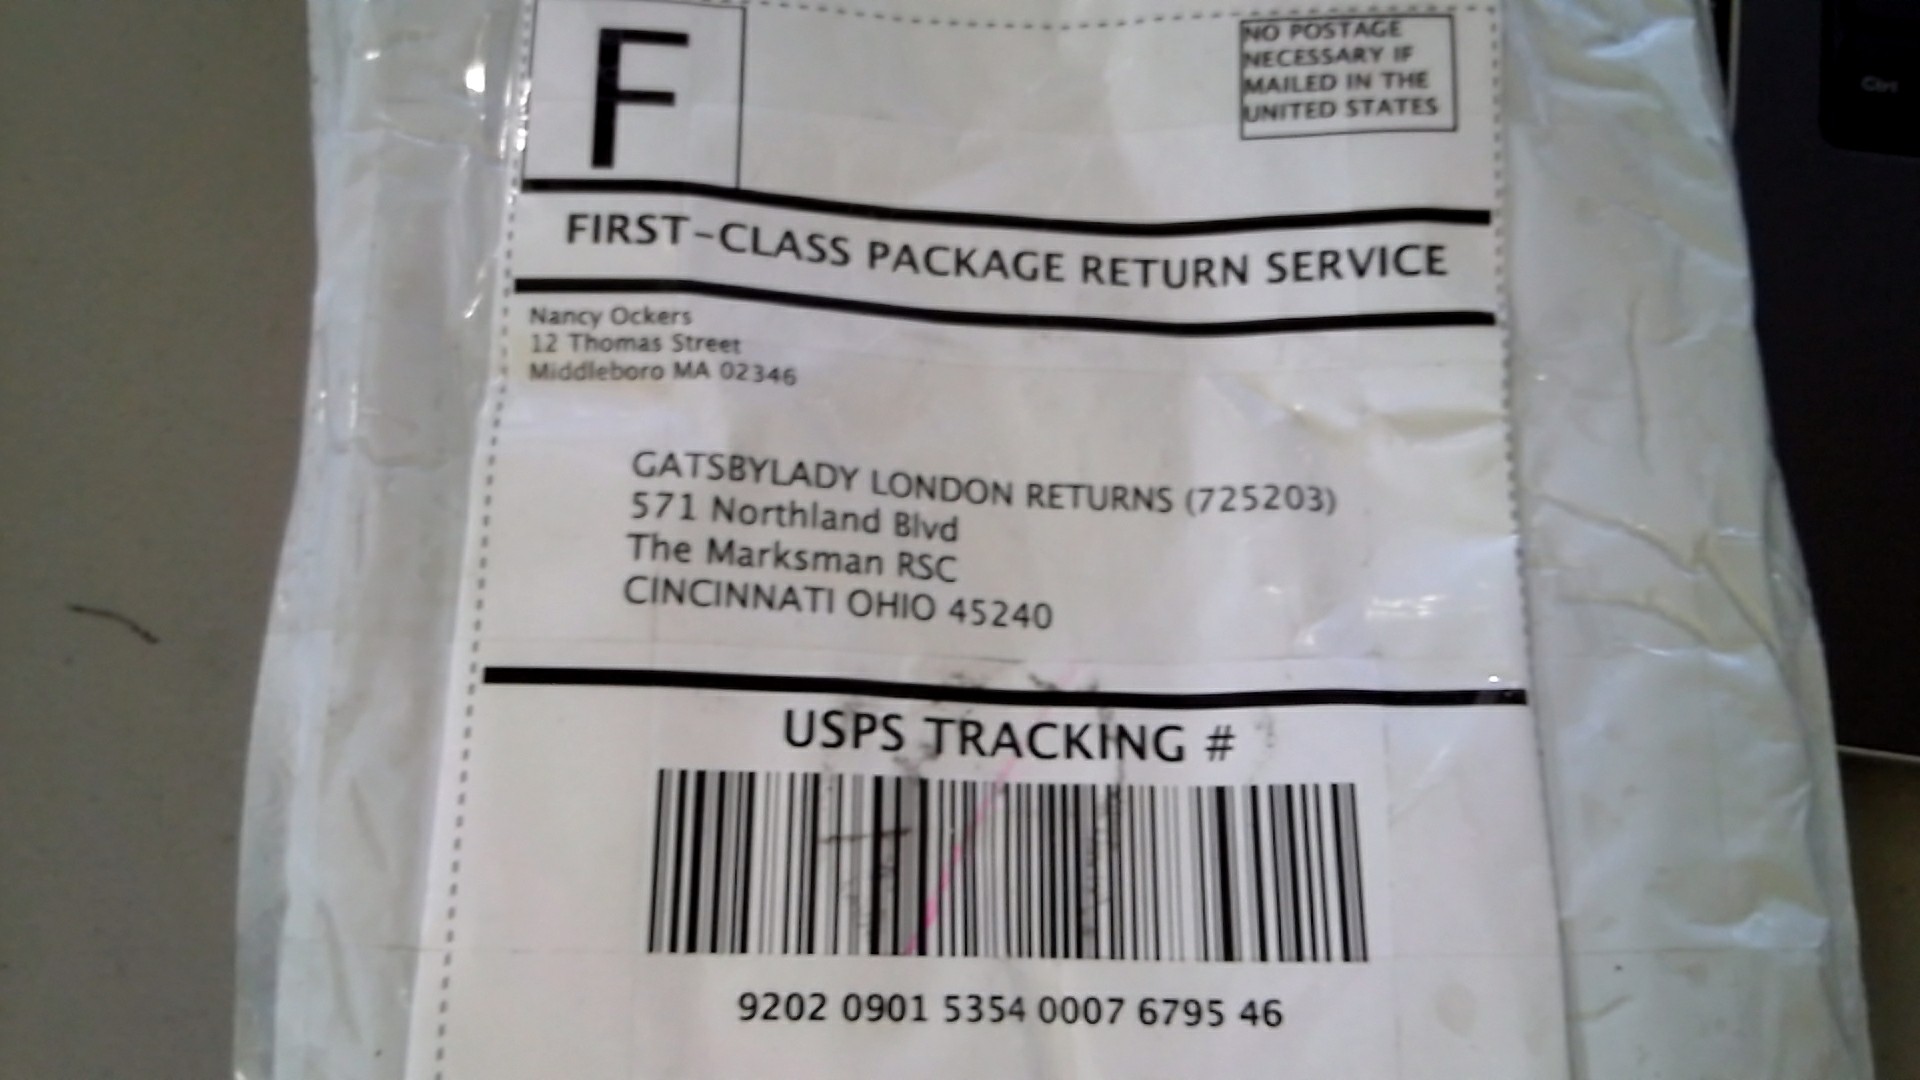 F
NO POSTAGE
NECESSARY IF
MAILED IN THE
UNITED STATES
FIRST-CLASS PACKAGE RETURN SERVICE
Nancy Ockers
12 Thomas Street
Middleboro MA 02346
GATSBYLADY LONDON RETURNS (725203)
571 Northland Blvd
The Marksman RSC
CINCINNATI OHIO 45240
USPS TRACKING #
9202 0901 5354 0007 6795 46
Ctrl